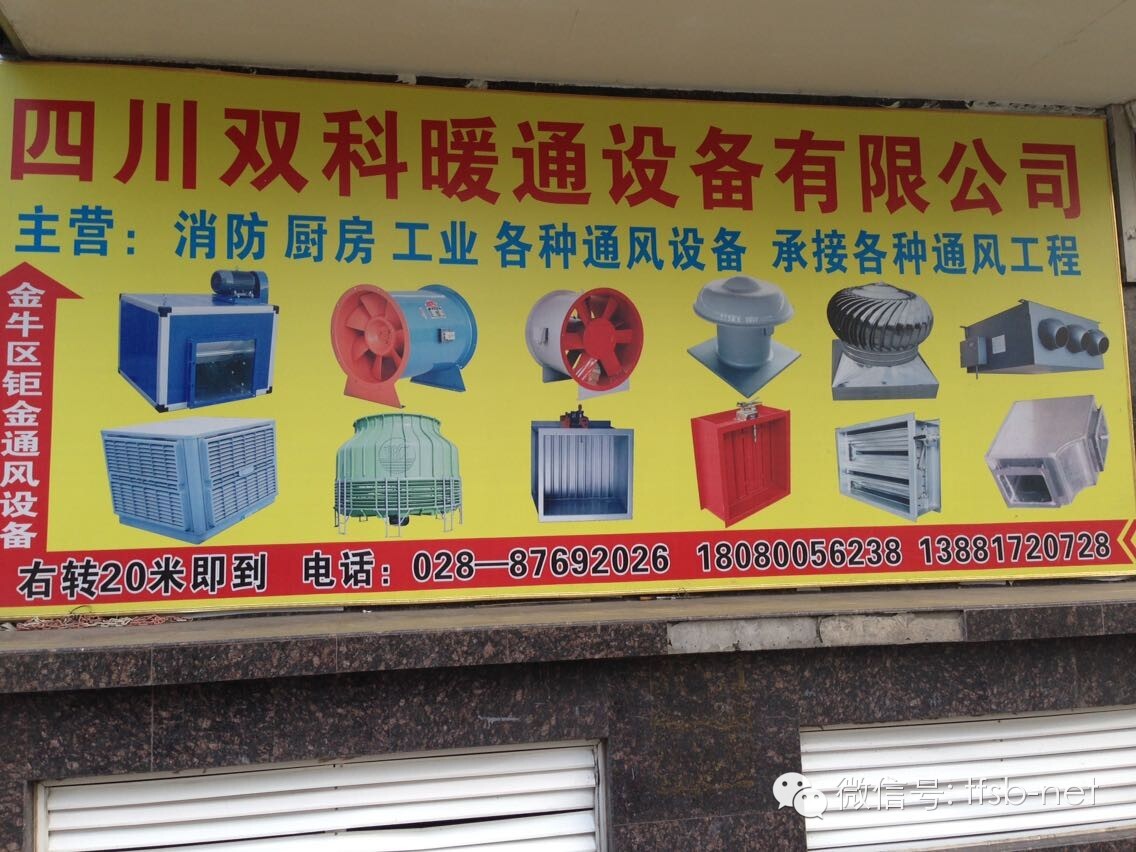 四川双科暖通设备有限公司
主营：消防 厨房 工业 各种通风设备 承接各种通风工程
金牛区钜金通风设备
右转20米即到 电话：028—87692026 18080056238 13881720728
微信号: tfsb-net